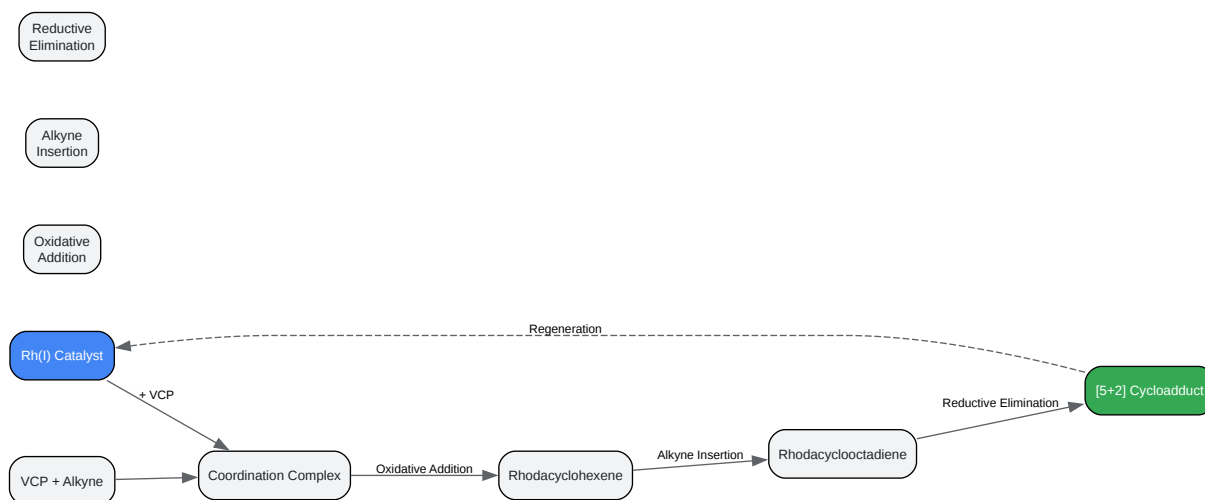 Reductive
Elimination
Alkyne
Insertion
Oxidative
Addition
Regeneration
Rh(I) Catalyst
[5+2] Cycloadduct
+ VCP
Reductive Elimination
Alkyne Insertion
Rhodacyclooctadiene
Oxidative Addition
Coordination Complex
Rhodacyclohexene
VCP + Alkyne